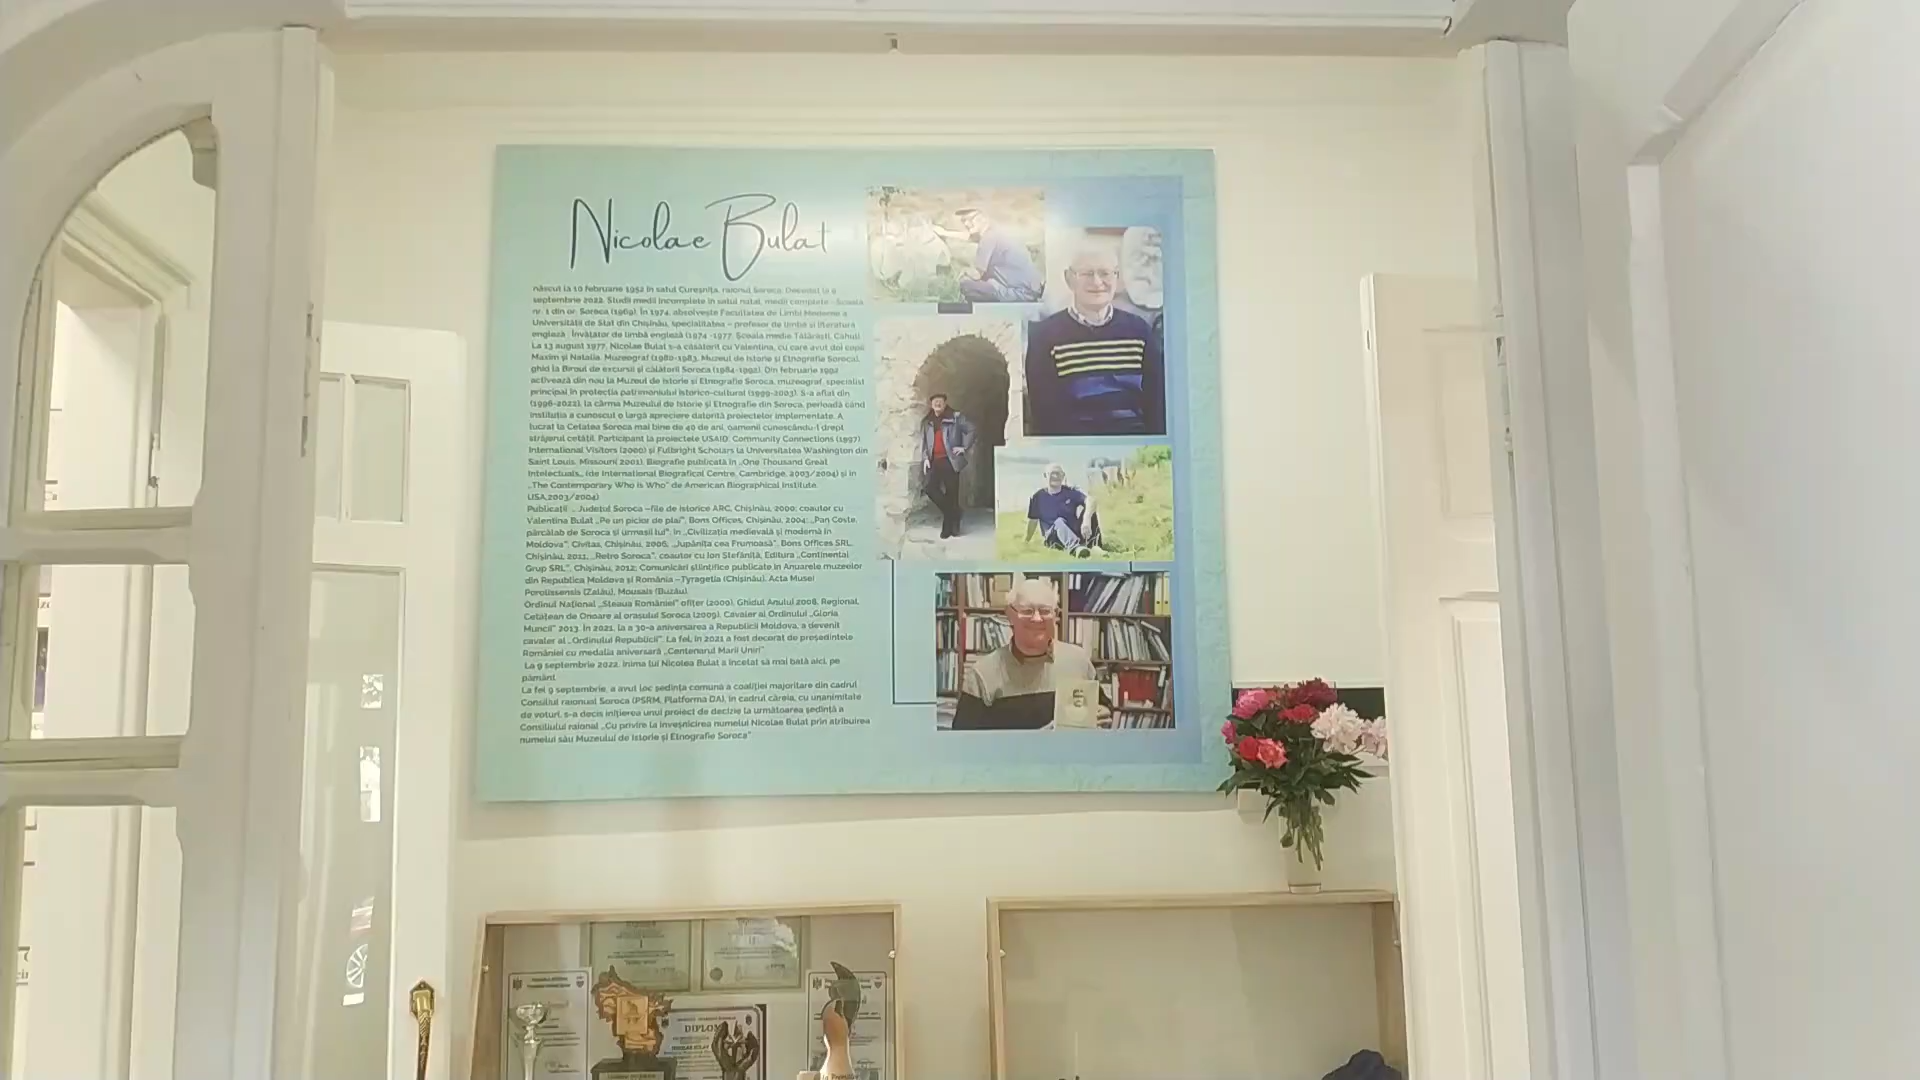 Nicolae Bulat
născut la 10 februarie 1952 în satul Cureșnița, raionul Soroca. Decedat la 9
septembrie 2022. Studii medii incomplete în satul natal, medii complete - Școala
nr. 1 din or. Soroca (1969). În 1974, absolvește Facultatea de Limbi Moderne a
Universității de Stat din Chișinău, specialitatea – profesor de limbă și literatură
engleză. Învățător de limbă engleză (1974 -1977, Școala medie Tătărăști, Cahul)
La 13 august 1977, Nicolae Bulat s-a căsătorit cu Valentina, cu care avut doi copii
Maxim și Natalia. Muzeograf (1980-1983, Muzeul de Istorie și Etnografie Soroca),
ghid la Biroul de excursii și călătorii Soroca (1984-1992). Din februarie 1992
activează din nou la Muzeul de Istorie și Etnografie Soroca, muzeograf, specialist
principal în protecția patrimoniului istorico-cultural (1999-2003). S-a aflat din
(1996-2022), la cârma Muzeului de Istorie și Etnografie din Soroca, perioadă când
instituția a cunoscut o largă apreciere datorită proiectelor implementate. A
lucrat la Cetatea Soroca mai bine de 40 de ani, oamenii cunoscându-l drept
străjerul cetății. Participant la proiectele USAID: Community Connections (1997)
International Visitors (2000) și Fulbright Scholars la Universitatea Washington din
Saint Louis, Missouri( 2001). Biografie publicată în „One Thousand Great
Intelectuals„ (de International Biografical Centre, Cambridge, 2003/2004) și în
„The Contemporary Who is Who" de American Biographical Institute,
USA,2003/2004)
Publicații: „Județul Soroca –file de istorie ARC, Chișinău, 2000; coautor cu
Valentina Bulat „Pe un picior de plai", Bons Offices, Chișinău, 2004; „Pan Coste,
pârcălab de Soroca și urmașii lui", în „Civilizația medievală și modernă în
Moldova", Civitas, Chișinău, 2006; „Jupânița cea Frumoasă", Bons Offices SRL,
Chișinău, 2011, „Retro Soroca", coautor cu Ion Ștefăniță, Editura „Continental
Grup SRL", Chișinău, 2012; Comunicări științifice publicate în Anuarele muzeelor
din Republica Moldova și România –Tyragetia (Chișinău), Acta Musei
Porolissensis (Zalău), Mousais (Buzău).
Ordinul Național „Steaua României" ofițer (2000), Ghidul Anului 2008, Regional,
Cetățean de Onoare al orașului Soroca (2009), Cavaler al Ordinului „Gloria
Muncii" 2013. În 2021, la a 30-a aniversarea a Republicii Moldova, a devenit
cavaler al „Ordinului Republicii". La fel, în 2021 a fost decorat de președintele
României cu medalia aniversară „Centenarul Marii Uniri".
La 9 septembrie 2022, inima lui Nicolea Bulat a încetat să mai bată aici, pe
pământ.
La fel 9 septembrie, a avut loc ședința comună a coaliției majoritare din cadrul
Consiliul raional Soroca (PSRM, Platforma DA), în cadrul căreia, cu unanimitate
de voturi, s-a decis inițierea unui proiect de decizie la următoarea ședință a
Consiliului raional „Cu privire la înveșnicirea numelui Nicolae Bulat prin atribuirea
numelui său Muzeului de Istorie și Etnografie Soroca"
DIPLOM